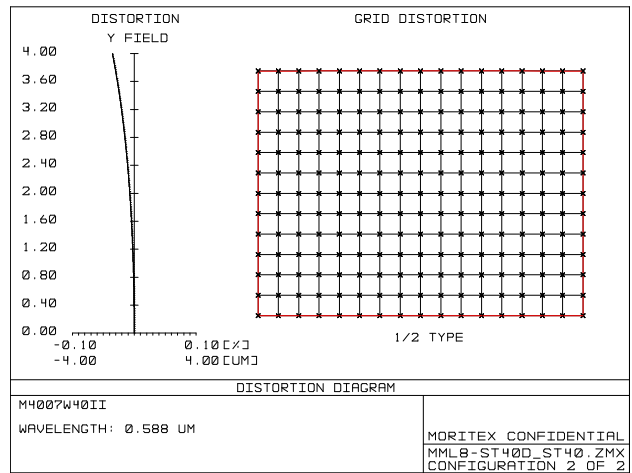 DISTORTION
Y FIELD
GRID DISTORTION
4.00
3.60
3.20
2.80
2.40
2.00
1.60
1.20
0.80
0.40
0.00
-0.10 0.10[%]
-4.00 4.00[UM]
1/2 TYPE
DISTORTION DIAGRAM
M4007W40II
WAVELENGTH: 0.588 UM
MORITEX CONFIDENTIAL
MML8-ST40D_ST40.ZMX
CONFIGURATION 2 OF 2